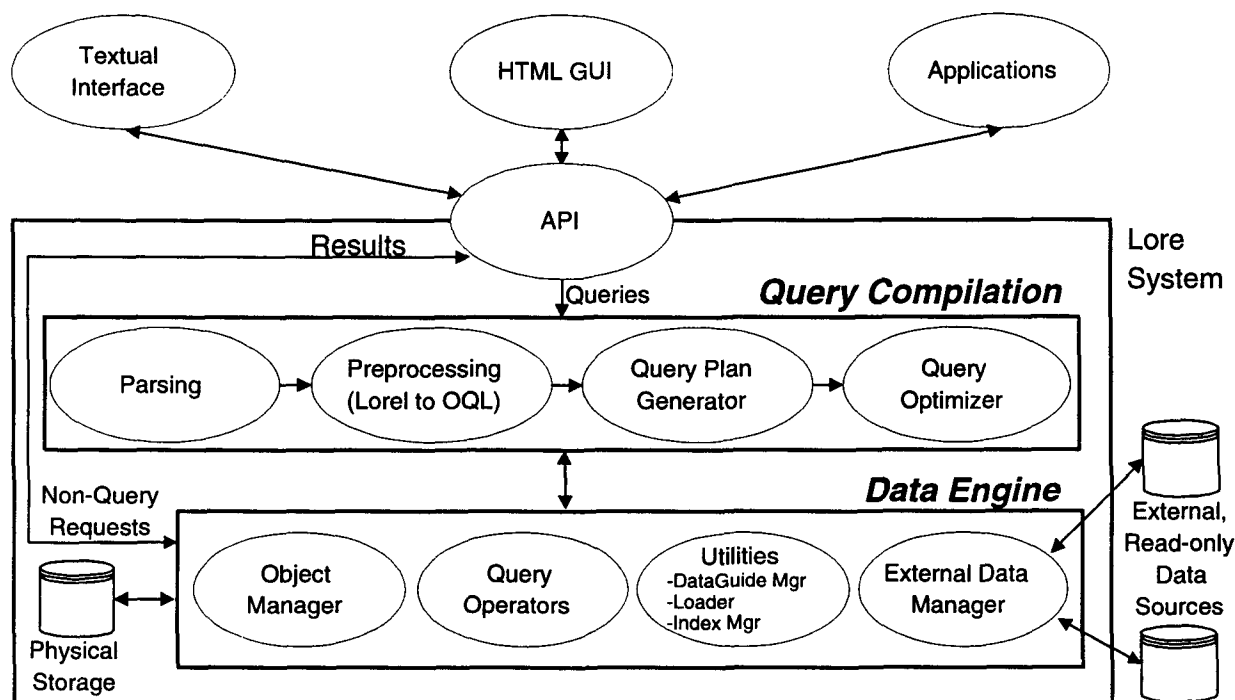 Textual
Interface
HTML GUI
Applications
API
Results
Lore
System
Queries
Query Compilation
Parsing
Preprocessing
(Lorel to OQL)
Query Plan
Generator
Query
Optimizer
Non-Query
Requests
Data Engine
External,
Read-only
Data
Sources
Object
Manager
Query
Operators
Utilities
-DataGuide Mgr
-Loader
-Index Mgr
External Data
Manager
Physical
Storage